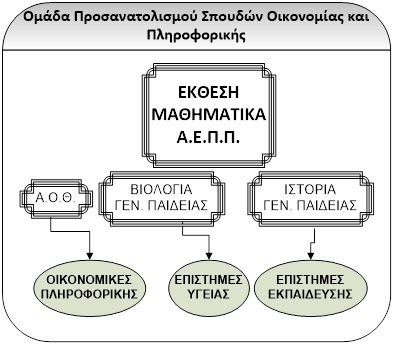 Ομάδα Προσανατολισμού Σπουδών Οικονομίας και
Πληροφορικής
ΕΚΘΕΣΗ
ΜΑΘΗΜΑΤΙΚΑ
Α.Ε.Π.Π.
Α.Ο.Θ.
ΒΙΟΛΟΓΙΑ
ΓΕΝ. ΠΑΙΔΕΙΑΣ
ΙΣΤΟΡΙΑ
ΓΕΝ. ΠΑΙΔΕΙΑΣ
ΟΙΚΟΝΟΜΙΚΕΣ
ΠΛΗΡΟΦΟΡΙΚΗΣ
ΕΠΙΣΤΗΜΕΣ
ΥΓΕΙΑΣ
ΕΠΙΣΤΗΜΕΣ
ΕΚΠΑΙΔΕΥΣΗΣ